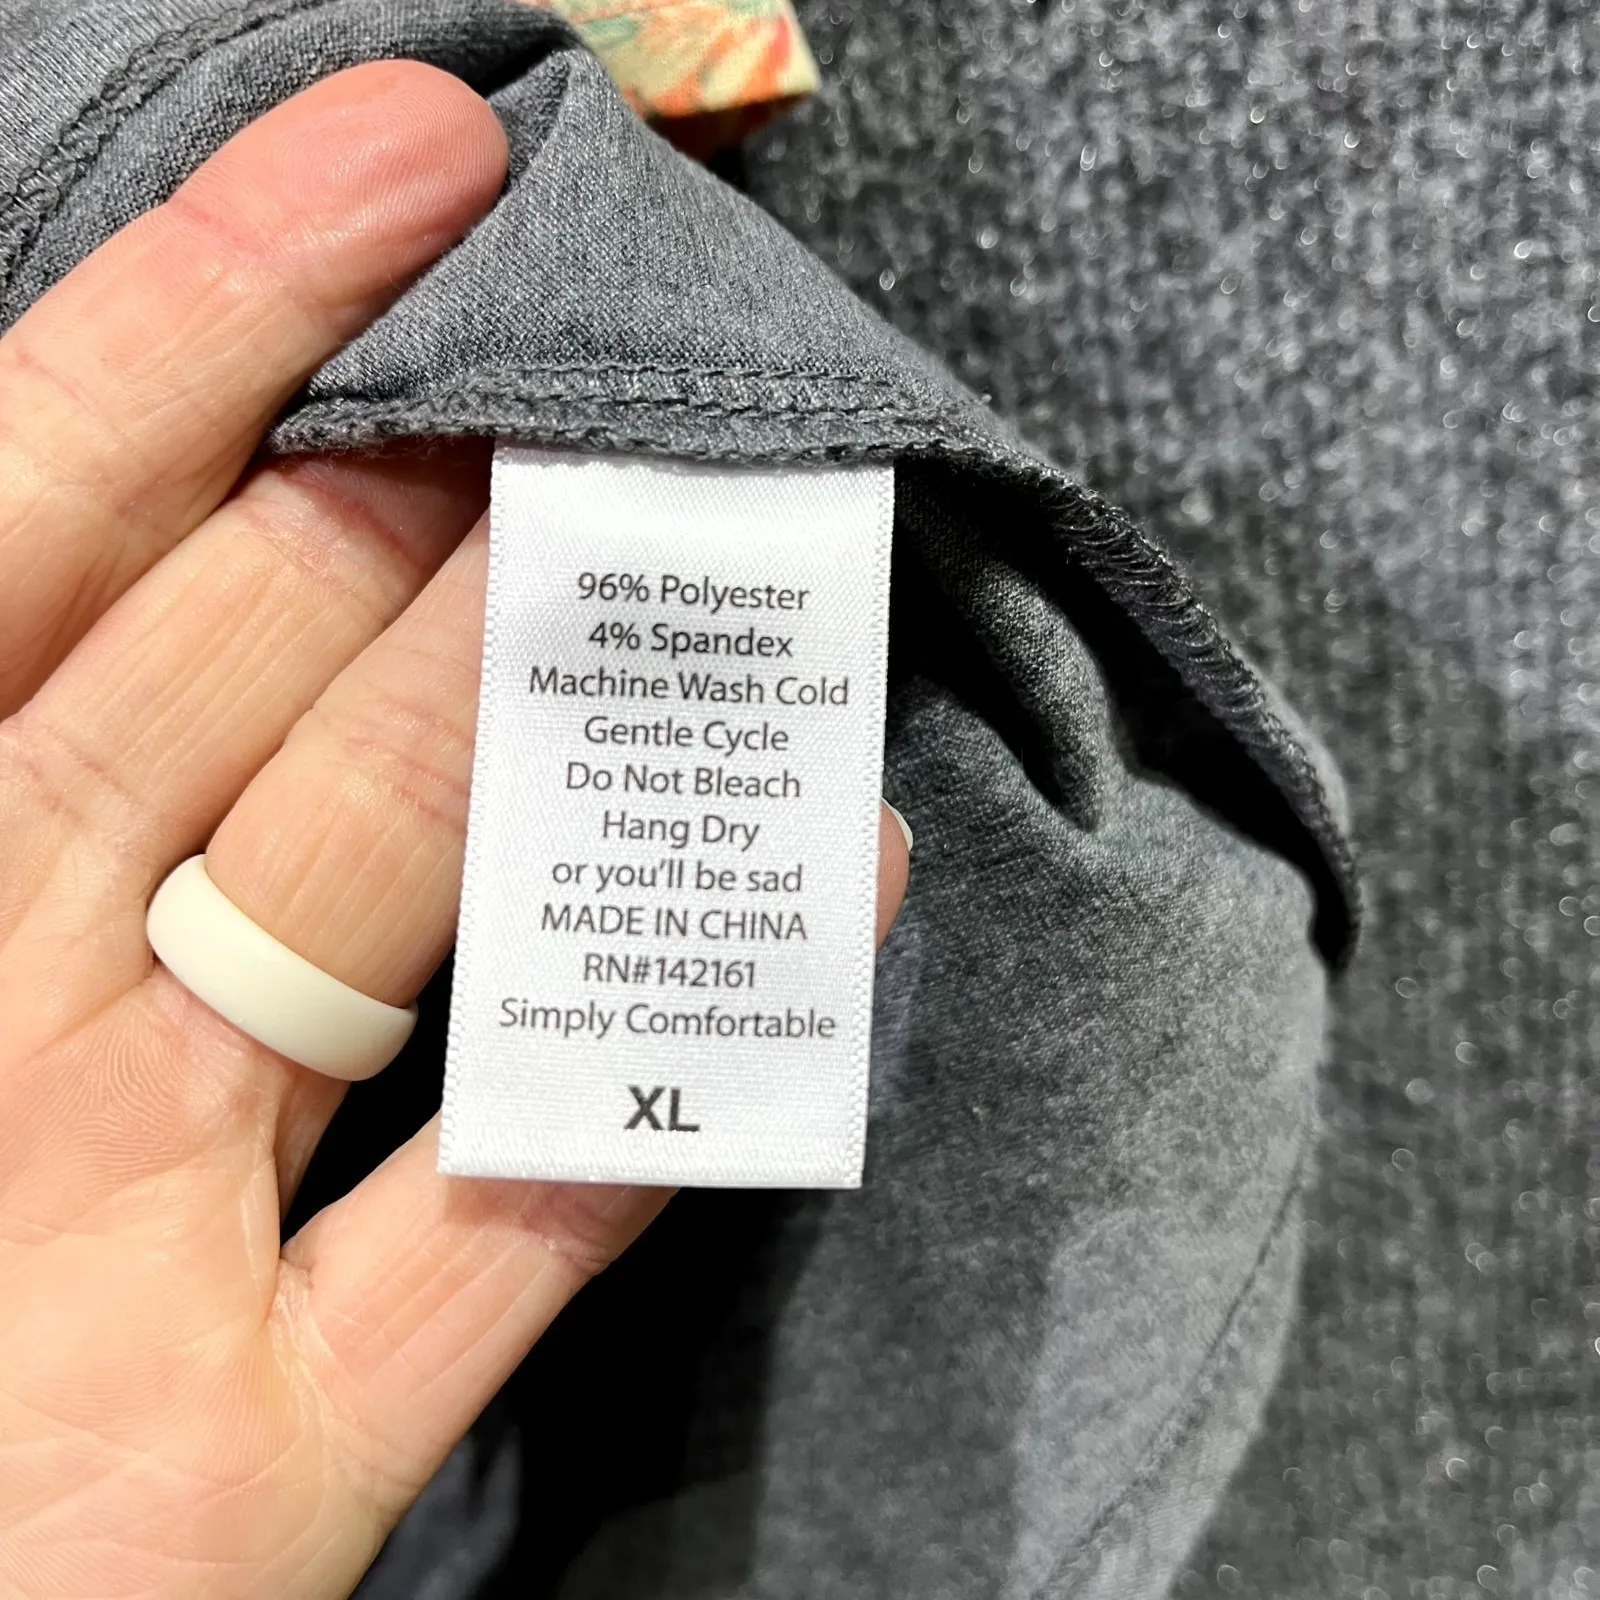 96% Polyester
4% Spandex
Machine Wash Cold
Gentle Cycle
Do Not Bleach
Hang Dry
or you'll be sad
MADE IN CHINA
RN#142161
Simply Comfortable
XL